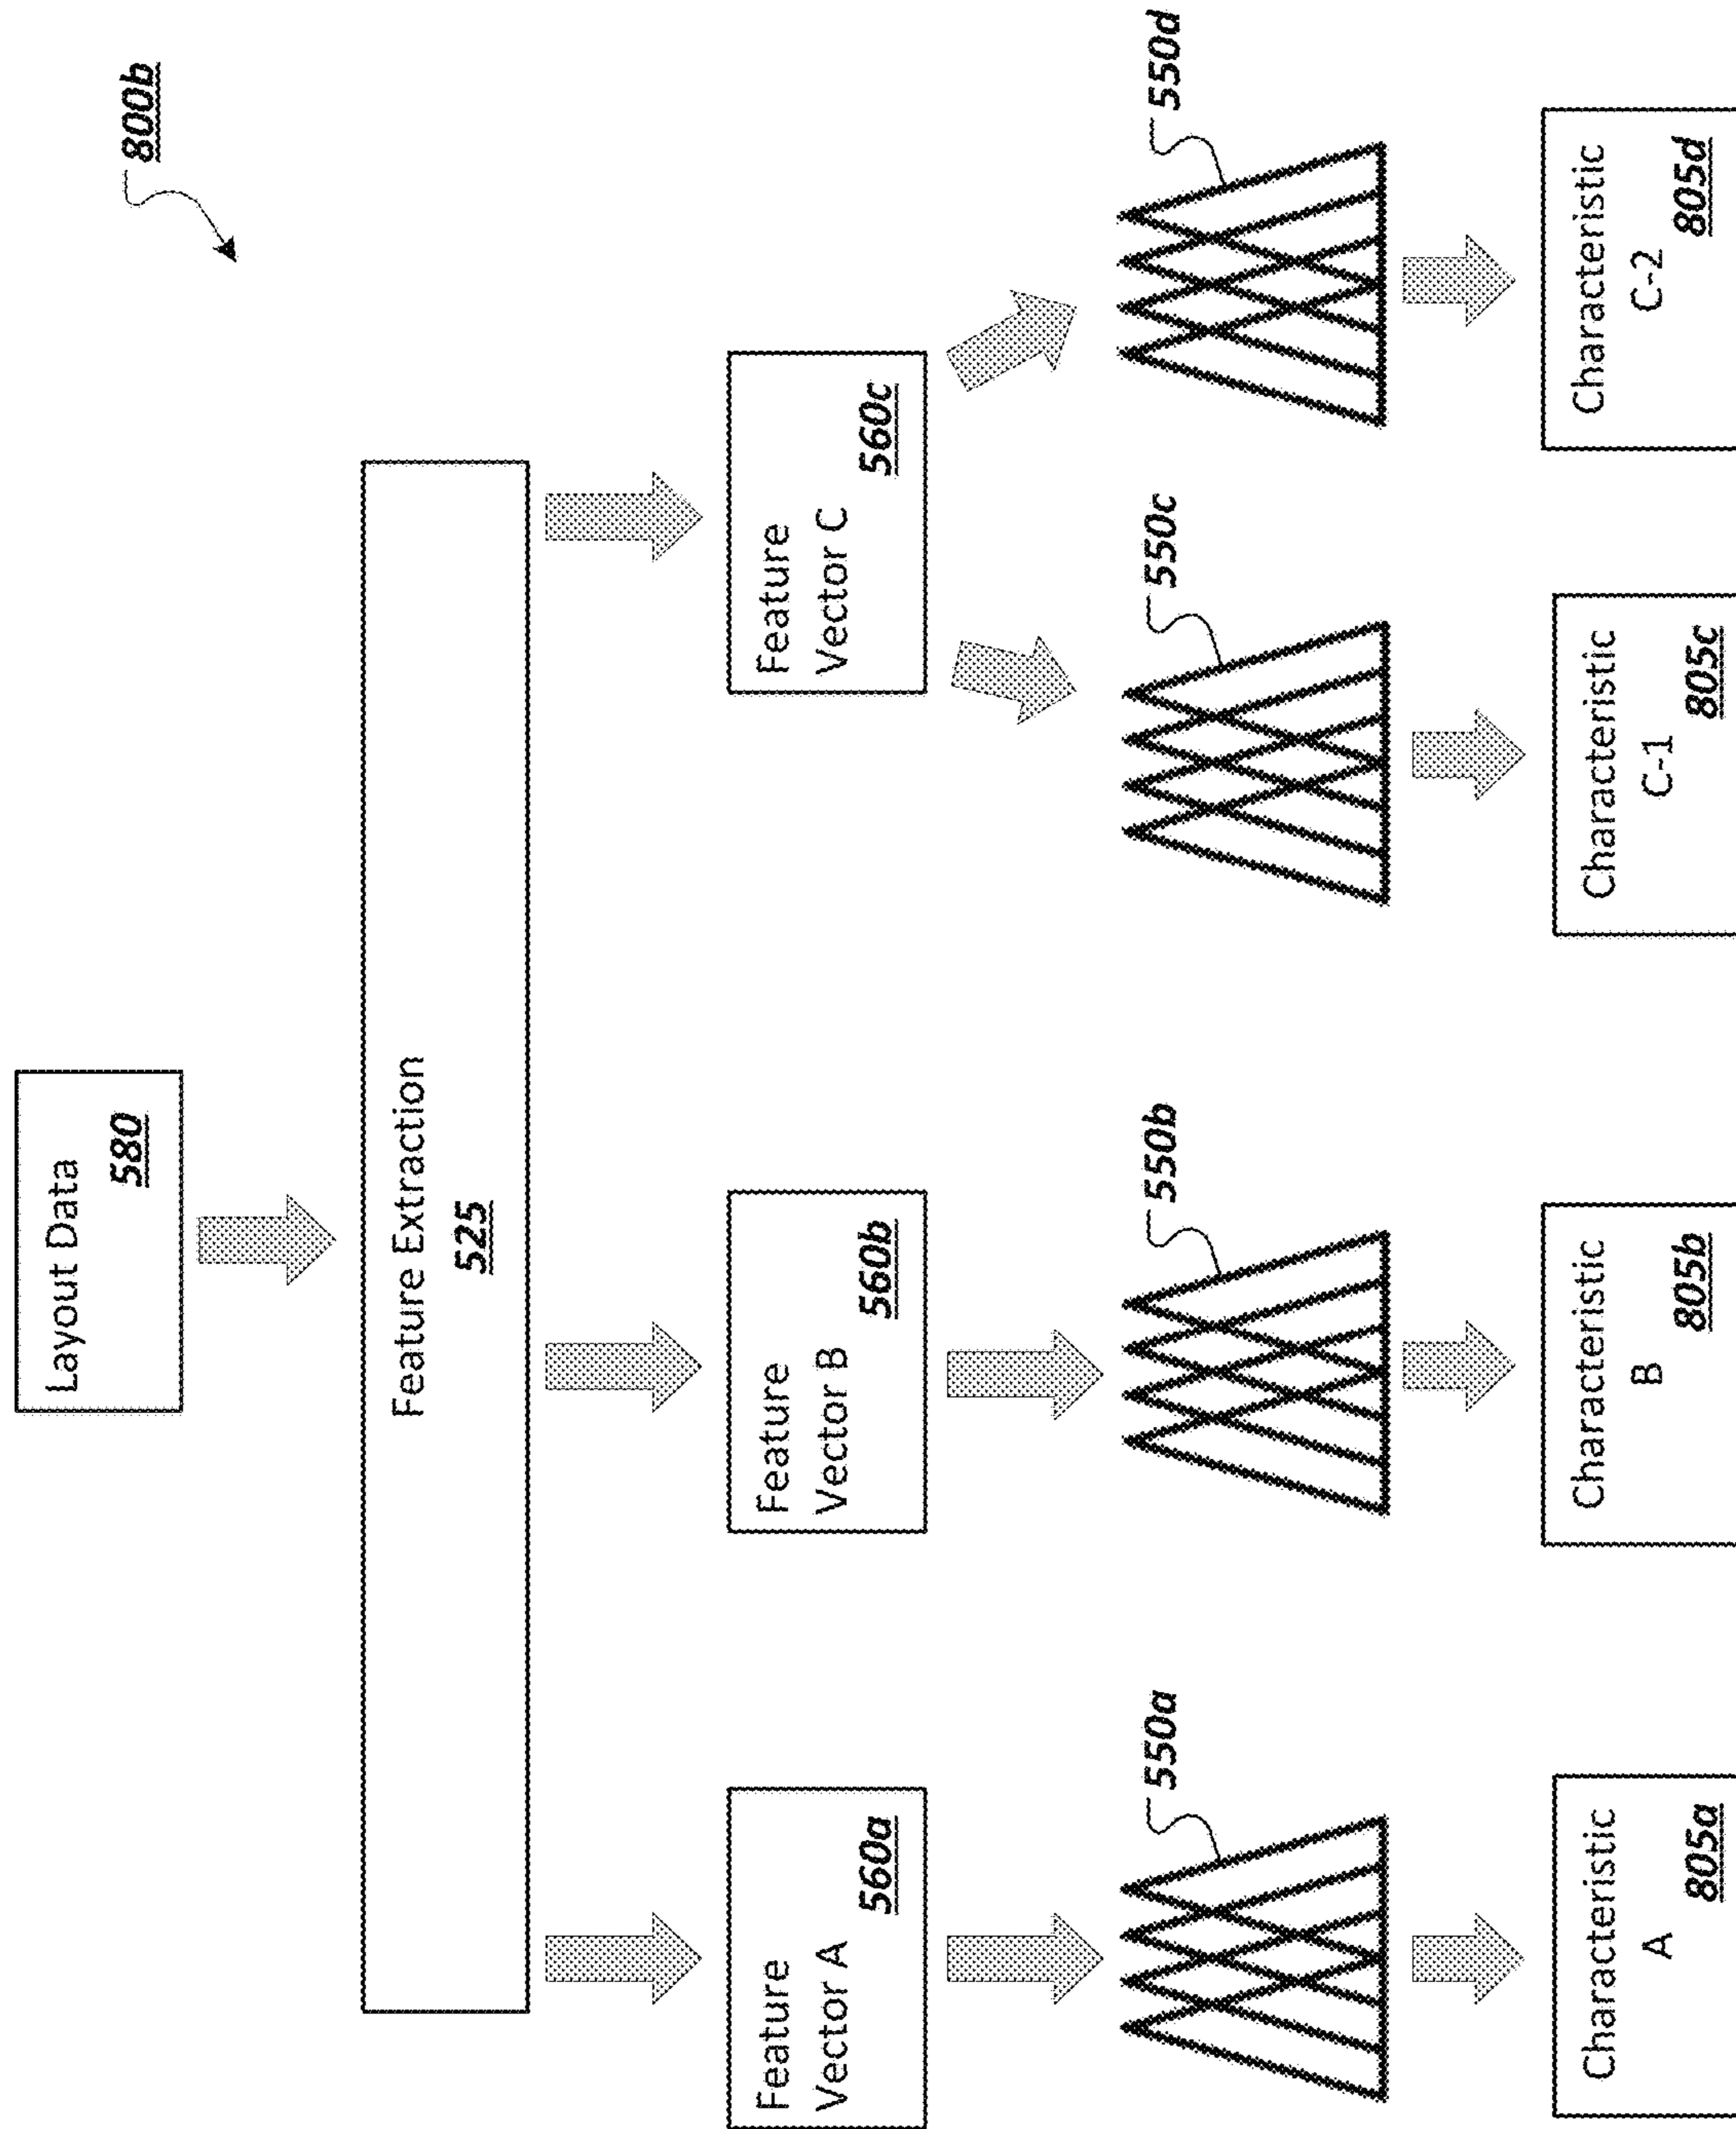 800b
Layout Data
580
Feature Extraction
525
Feature
Vector A
560a
Feature
Vector B
560b
Feature
Vector C
560c
550a
550b
550c
550d
Characteristic
A
805a
Characteristic
B
805b
Characteristic
C-1
805c
Characteristic
C-2
805d